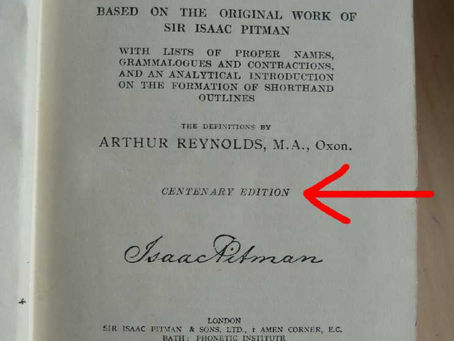 BASED ON THE ORIGINAL WORK OF
SIR ISAAC PITMAN
WITH LISTS OF PROPER NAMES,
GRAMMALOGUES AND CONTRACTIONS,
AND AN ANALYTICAL INTRODUCTION
ON THE FORMATION OF SHORTHAND
OUTLINES
THE DEFINITIONS BY
ARTHUR REYNOLDS, M.A., Oxon.
CENTENARY EDITION
Isaac Pitman
LONDON
SIR ISAAC PITMAN & SONS, LTD., 1 AMEN CORNER, E.C.
BATH: PHONETIC INSTITUTE